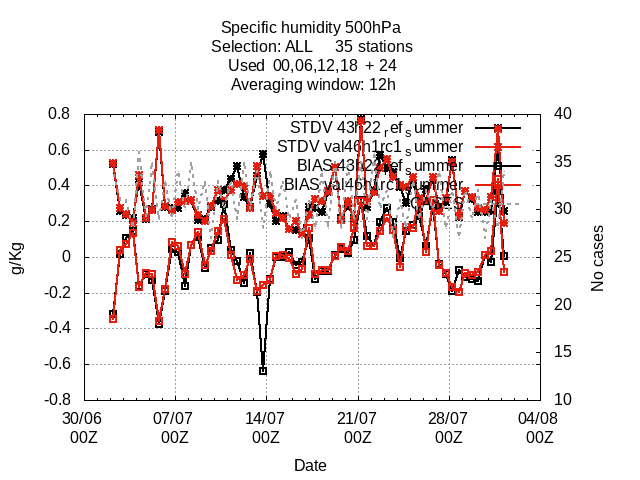 Specific humidity 500hPa
Selection: ALL 35 stations
Used 00,06,12,18 + 24
Averaging window: 12h
STDV 43h22_ref_summer
STDV val46h1rc1_summer
BIAS 43h22_ref_summer
BIAS val46h1rc1_summer
CASES
0.8
0.6
0.4
0.2
0
-0.2
-0.4
-0.6
-0.8
g/Kg
40
35
30
25
20
15
10
No cases
30/06 07/07 14/07 21/07 28/07 04/08
00Z 00Z 00Z 00Z 00Z 00Z
Date